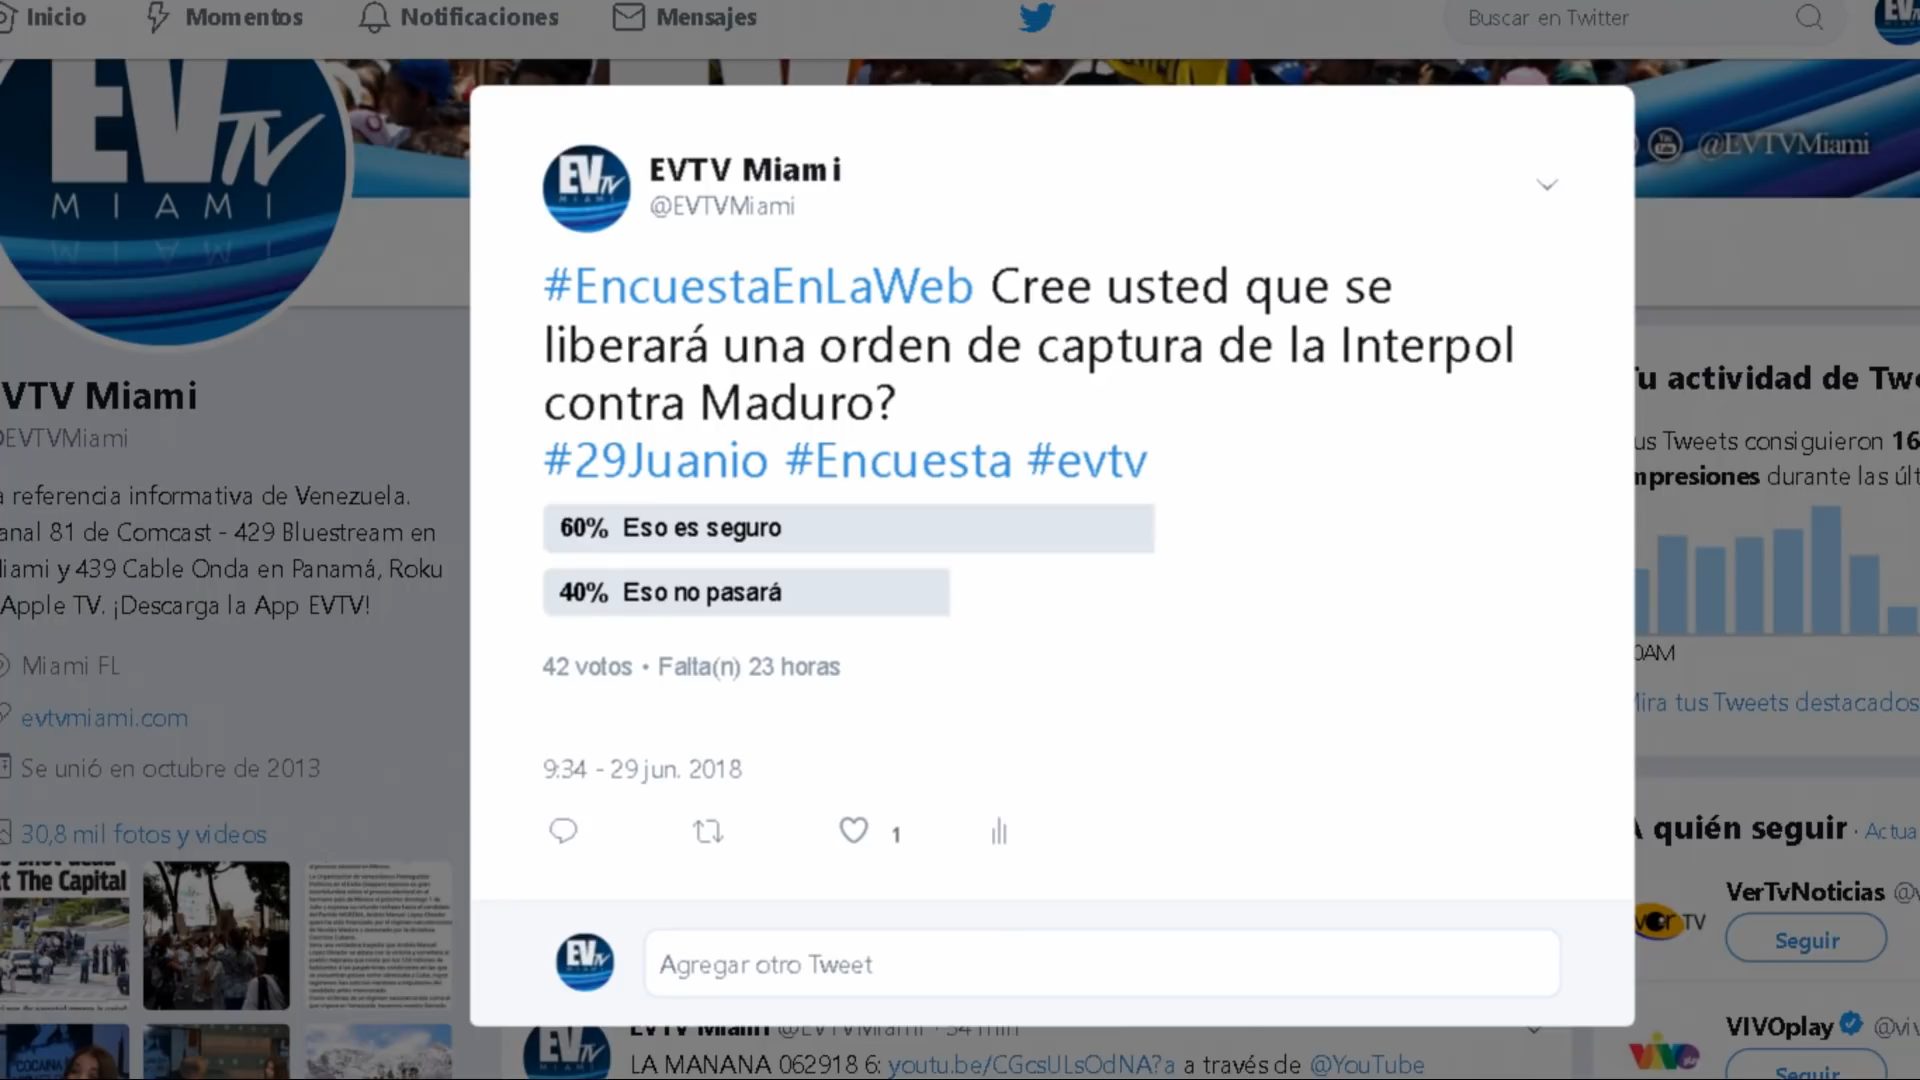 Inicio
Momentos
Notificaciones
Mensajes
Buscar en Twitter
EVTV
MIAMI
@EVTVMiami
EVTV Miami
@EVTVMiami
#EncuestaEnLaWeb Cree usted que se
liberará una orden de captura de la Interpol
contra Maduro?
#29Juanio #Encuesta #evtv
60% Eso es seguro
40% Eso no pasará
42 votos • Falta(n) 23 horas
9:34 - 29 jun. 2018
1
Agregar otro Tweet
VTV Miami
EVTVMiami
a referencia informativa de Venezuela.
anal 81 de Comcast - 429 Bluestream en
iami y 439 Cable Onda en Panamá, Roku
Apple TV. ¡Descarga la App EVTV!
Miami FL
evtvmiami.com
Se unió en octubre de 2013
30,8 mil fotos y videos
t The Capital
u actividad de Twe
us Tweets consiguieron 16
mpresiones durante las últ
0AM
ira tus Tweets destacados
A quién seguir · Actua
VerTvNoticias @v
Seguir
VIVOplay @viv
Seguir
EVTV Miami @EVTVMiami · 54 min
LA MANANA 062918 6: youtu.be/CGcsULsOdNA?a a través de @YouTube